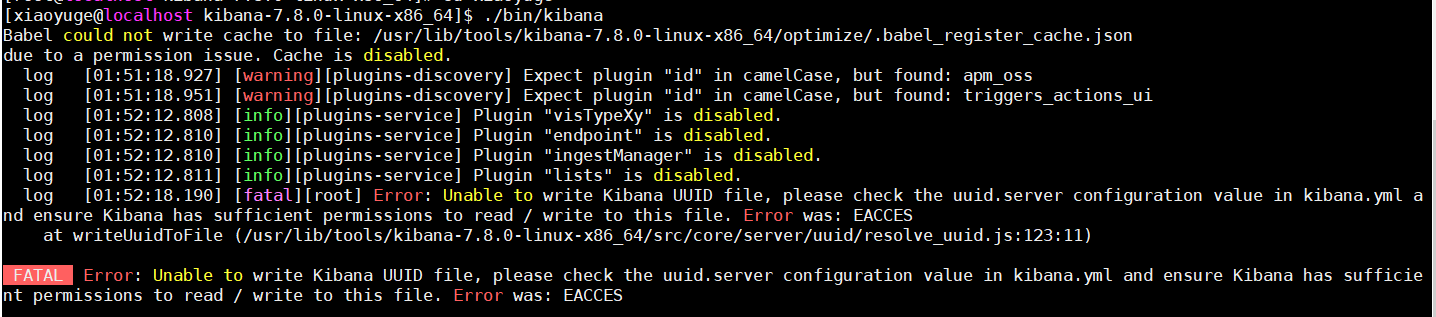 [xiaoyuge@localhost kibana-7.8.0-linux-x86_64]$ ./bin/kibana
Babel could not write cache to file: /usr/lib/tools/kibana-7.8.0-linux-x86_64/optimize/.babel_register_cache.json
due to a permission issue. Cache is disabled.
  log   [01:51:18.927] [warning][plugins-discovery] Expect plugin "id" in camelCase, but found: apm_oss
  log   [01:51:18.951] [warning][plugins-discovery] Expect plugin "id" in camelCase, but found: triggers_actions_ui
  log   [01:52:12.808] [info][plugins-service] Plugin "visTypeXy" is disabled.
  log   [01:52:12.810] [info][plugins-service] Plugin "endpoint" is disabled.
  log   [01:52:12.810] [info][plugins-service] Plugin "ingestManager" is disabled.
  log   [01:52:12.811] [info][plugins-service] Plugin "lists" is disabled.
  log   [01:52:18.190] [fatal][root] Error: Unable to write Kibana UUID file, please check the uuid.server configuration value in kibana.yml a
nd ensure Kibana has sufficient permissions to read / write to this file. Error was: EACCES
    at writeUuidToFile (/usr/lib/tools/kibana-7.8.0-linux-x86_64/src/core/server/uuid/resolve_uuid.js:123:11)
 FATAL  Error: Unable to write Kibana UUID file, please check the uuid.server configuration value in kibana.yml and ensure Kibana has sufficie
nt permissions to read / write to this file. Error was: EACCES